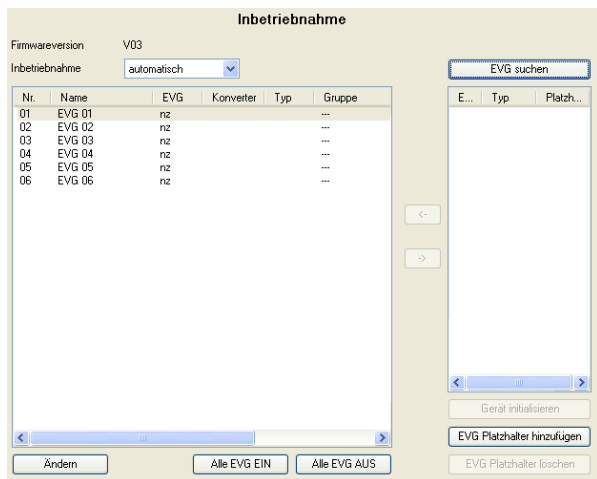 Inbetriebnahme
Firmwareversion V03
Inbetriebnahme automatisch
EVG suchen
Nr. Name EVG Konverter Typ Gruppe
01 EVG 01 nz ---
02 EVG 02 nz ---
03 EVG 03 nz ---
04 EVG 04 nz ---
05 EVG 05 nz ---
06 EVG 06 nz ---
E... Typ Platzh...
<-
->
Gerät initialisieren
EVG Platzhalter hinzufügen
Ändern Alle EVG EIN Alle EVG AUS EVG Platzhalter löschen